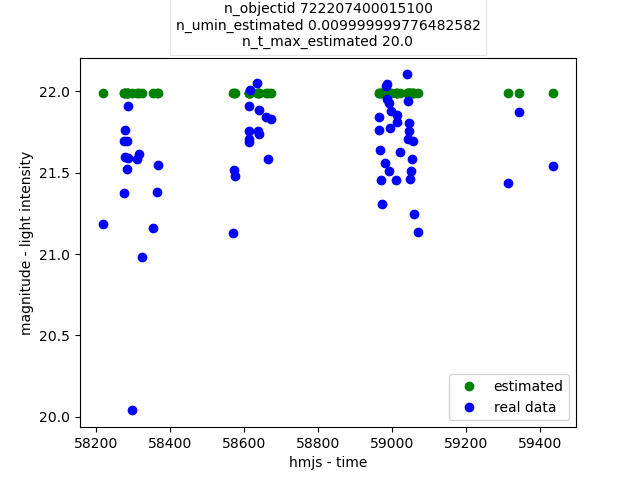 n_objectid 722207400015100
n_umin_estimated 0.009999999776482582
n_t_max_estimated 20.0
magnitude - light intensity
22.0
21.5
21.0
20.5
20.0
estimated
real data
58200 58400 58600 58800 59000 59200 59400
hmjs - time